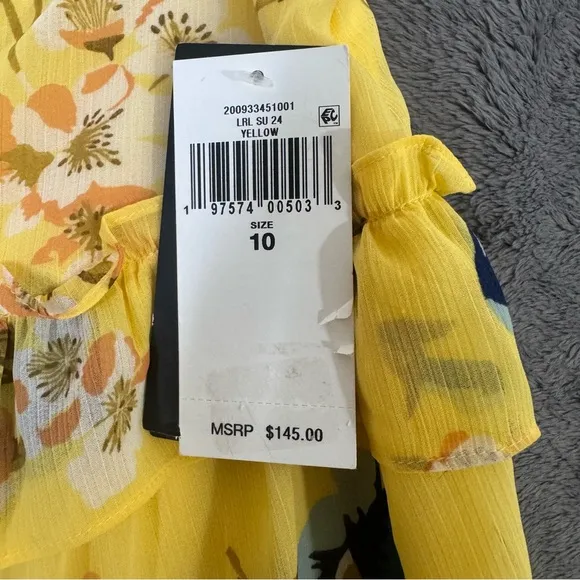 200933451001
LRL SU 24
YELLOW
1 97574 00503 3
SIZE
10
MSRP $145.00